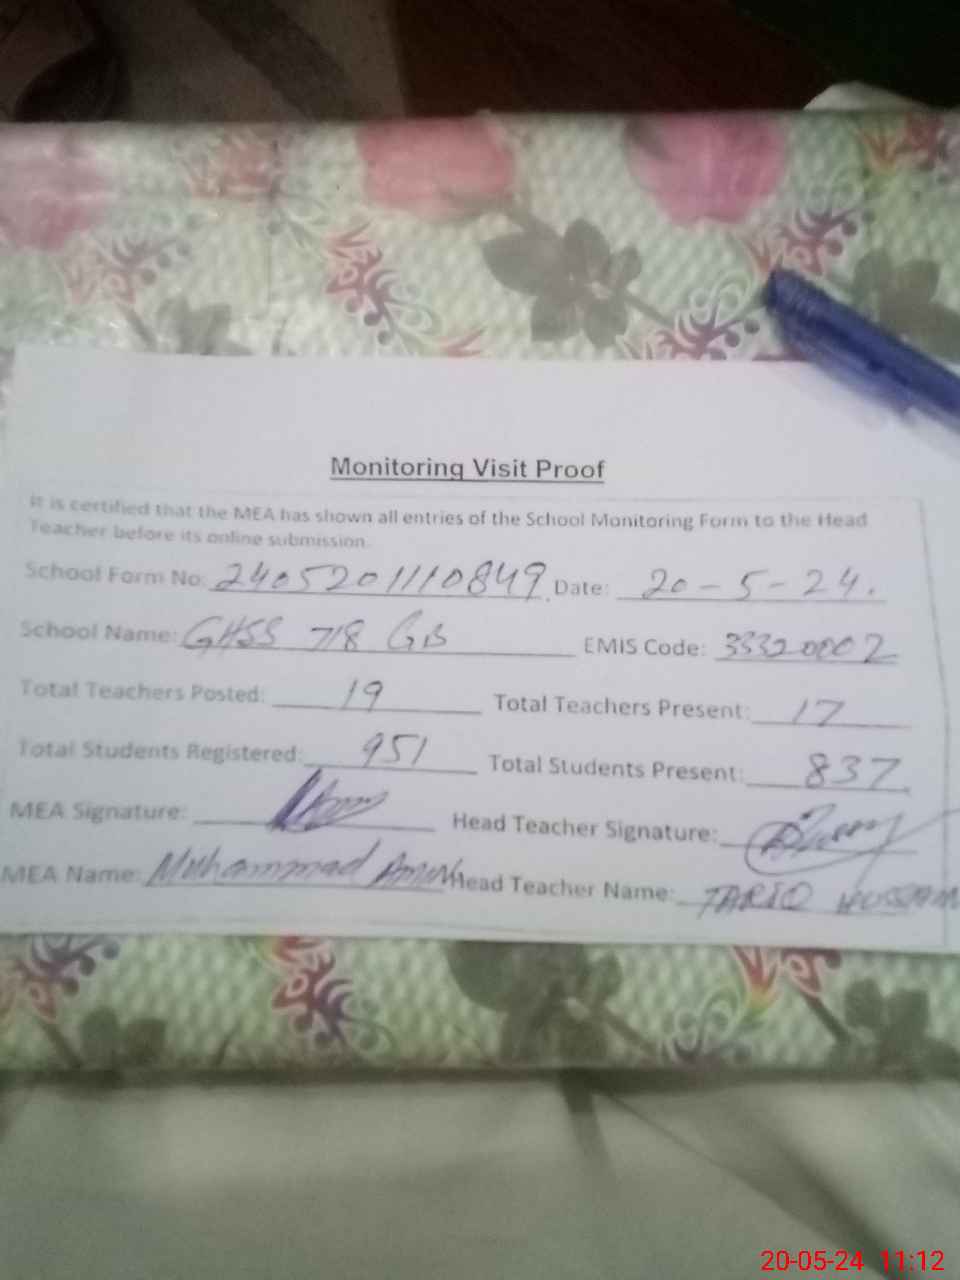 Monitoring Visit Proof
It is certified that the MEA has shown all entries of the School Monitoring Form to the Head
Teacher before its online submission.
School Form No: 2405201110849 Date: 20-5-24.
School Name: GHSS 718 GB EMIS Code: 33320002
Total Teachers Posted: 19 Total Teachers Present: 17
Total Students Registered: 951 Total Students Present: 837
MEA Signature: Head Teacher Signature:
MEA Name: Muhammad Head Teacher Name: TARIQ HUSSAIN
20-05-24 11:12